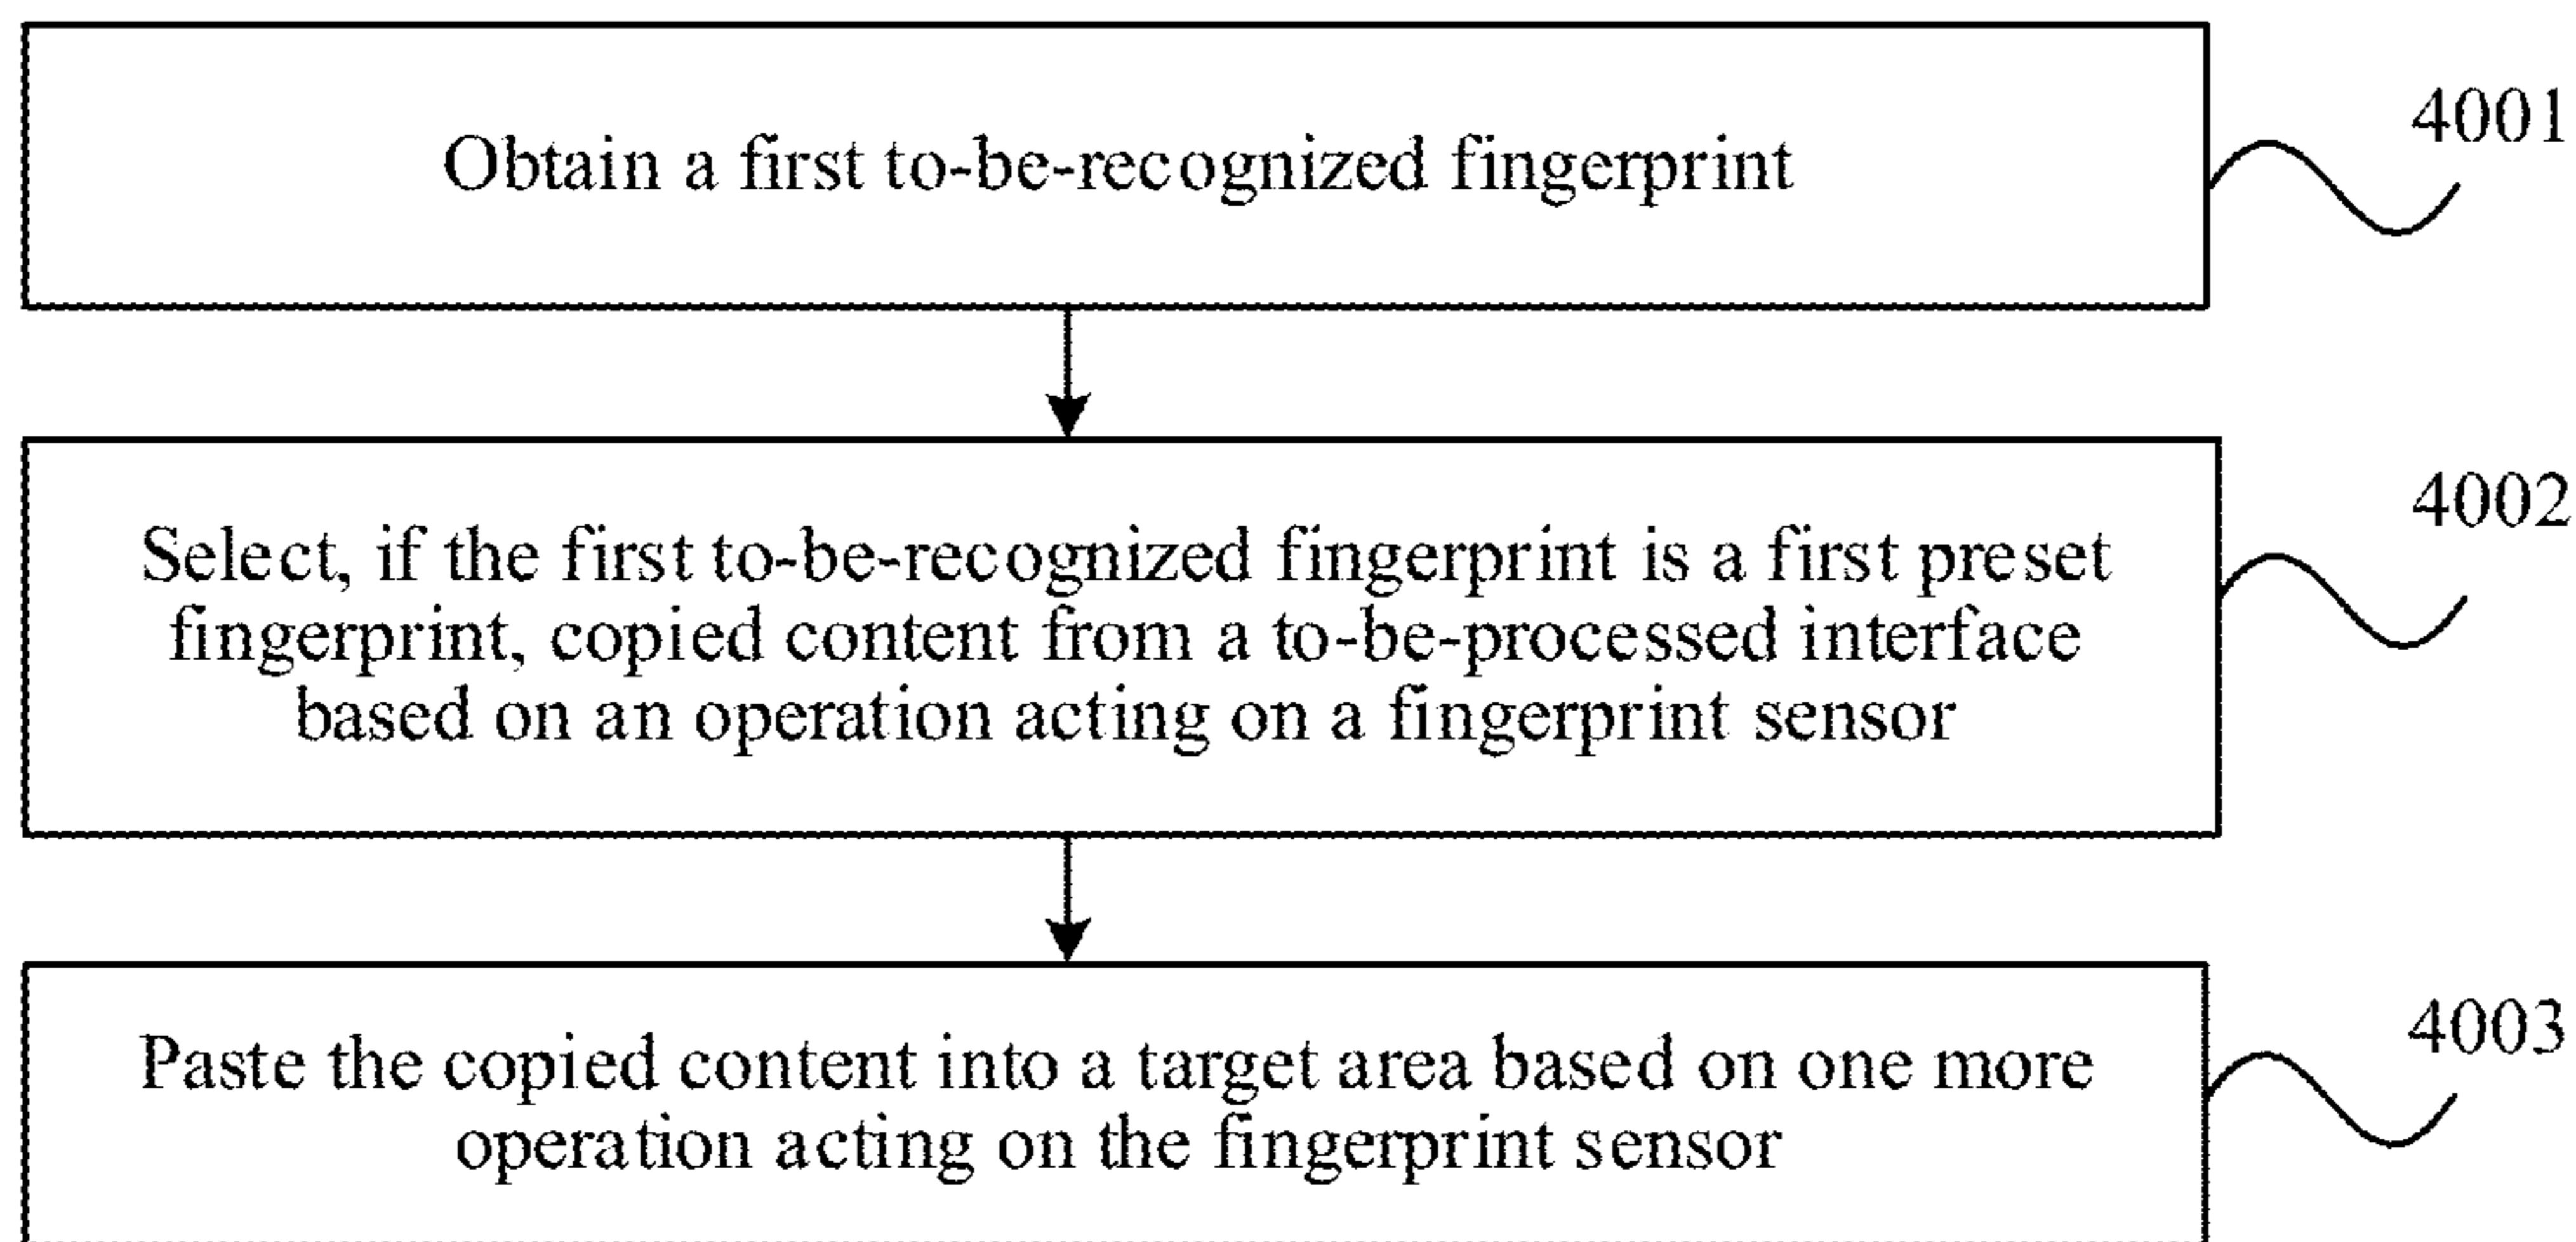 Obtain a first to-be-recognized fingerprint
4001
Select, if the first to-be-recognized fingerprint is a first preset
fingerprint, copied content from a to-be-processed interface
based on an operation acting on a fingerprint sensor
4002
Paste the copied content into a target area based on one more
operation acting on the fingerprint sensor
4003